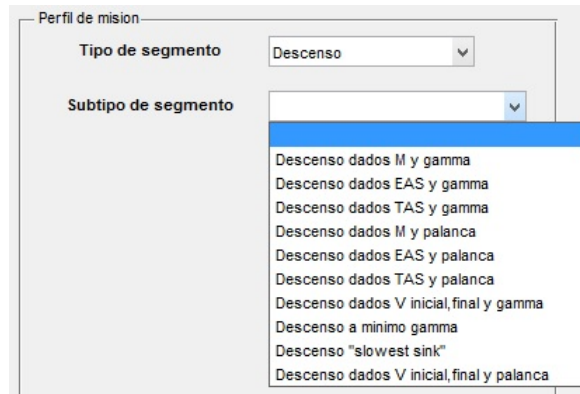 Perfil de mision
Tipo de segmento
Descenso
Subtipo de segmento
Descenso dados M y gamma
Descenso dados EAS y gamma
Descenso dados TAS y gamma
Descenso dados M y palanca
Descenso dados EAS y palanca
Descenso dados TAS y palanca
Descenso dados V inicial,final y gamma
Descenso a minimo gamma
Descenso "slowest sink"
Descenso dados V inicial,final y palanca